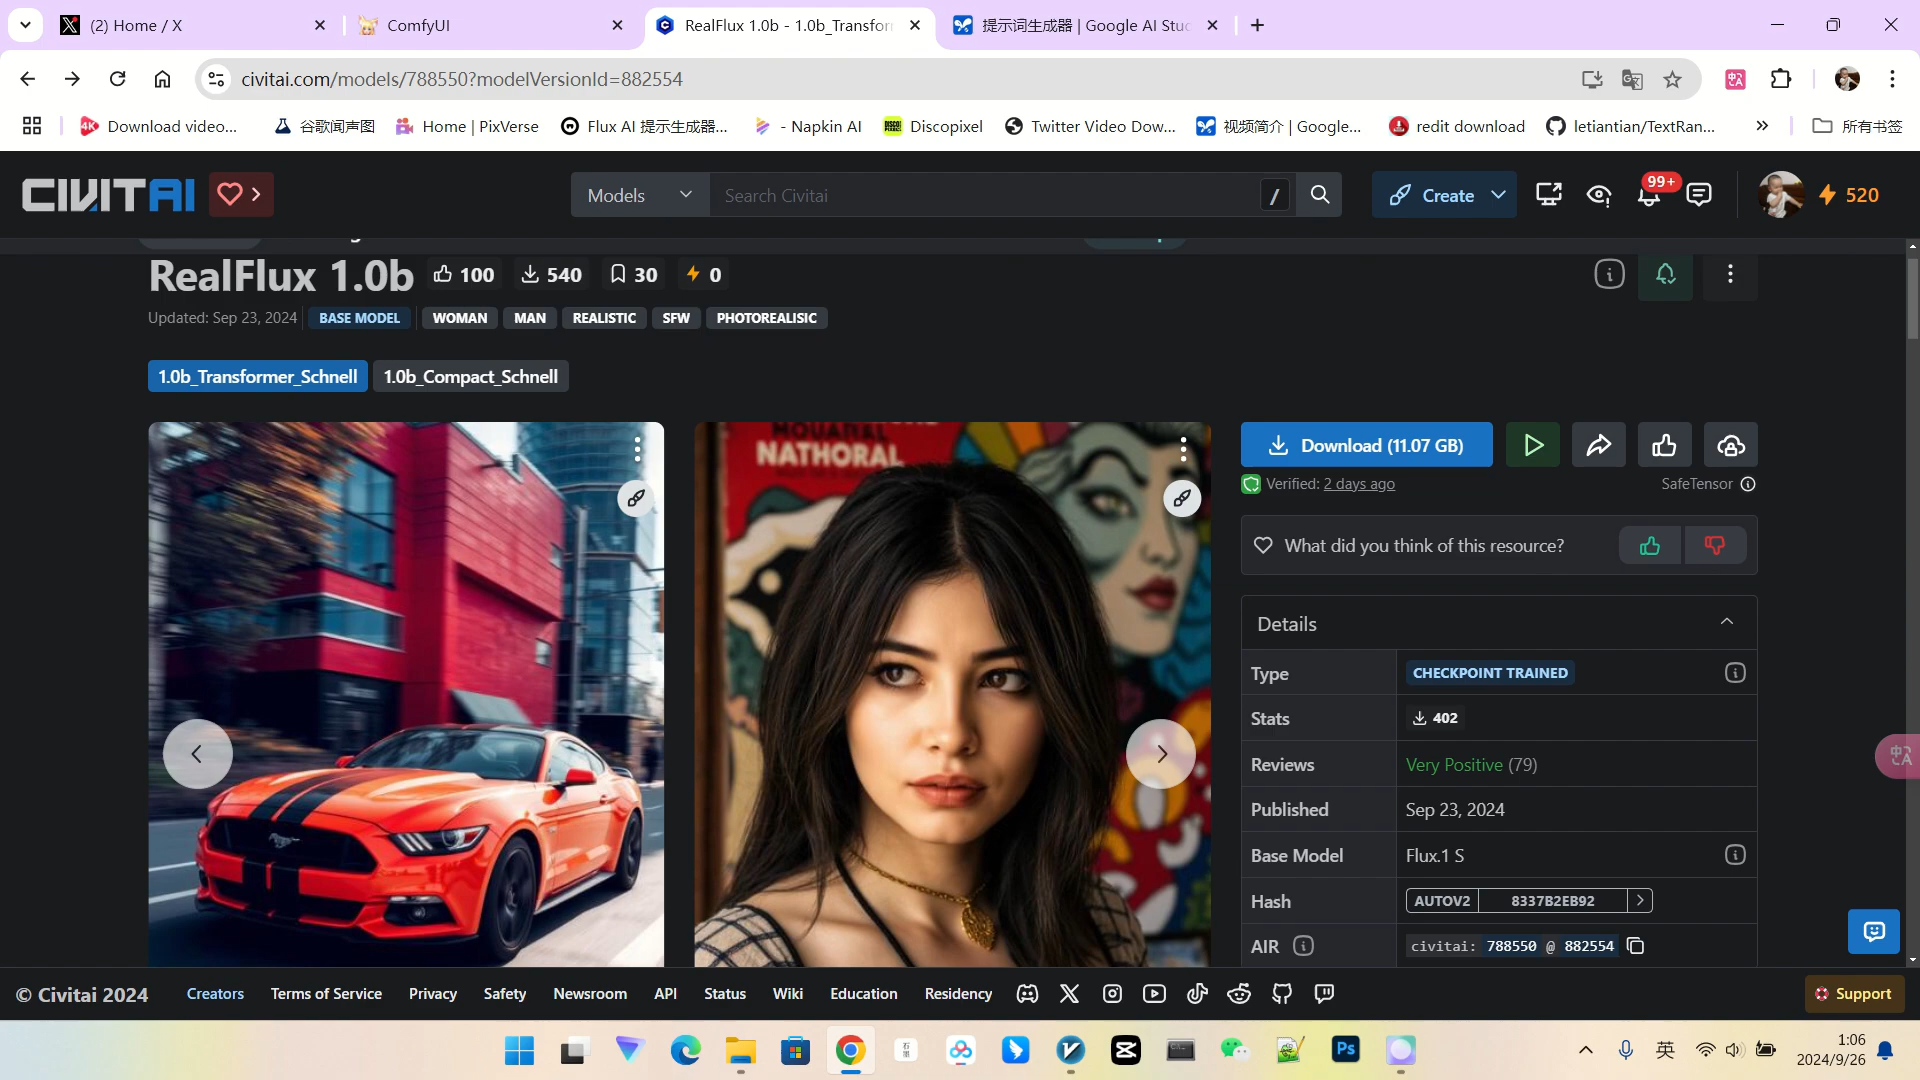 (2) Home / X
ComfyUI
RealFlux 1.0b - 1.0b_Transfor
提示词生成器 | Google AI Stud
civitai.com/models/788550?modelVersionId=882554
Download video...
谷歌闻声图
Home | PixVerse
Flux AI 提示生成器...
- Napkin AI
Discopixel
Twitter Video Dow...
视频简介 | Google...
redit download
letiantian/TextRan...
所有书签
CIVITAI
Models
Search Civitai
/
Create
99+
520
RealFlux 1.0b
100
540
30
0
Updated: Sep 23, 2024
BASE MODEL
WOMAN
MAN
REALISTIC
SFW
PHOTOREALISIC
1.0b_Transformer_Schnell
1.0b_Compact_Schnell
NATHORAL
Download (11.07 GB)
Verified: 2 days ago
SafeTensor
What did you think of this resource?
Details
Type
CHECKPOINT TRAINED
Stats
402
Reviews
Very Positive (79)
Published
Sep 23, 2024
Base Model
Flux.1 S
Hash
AUTOV2
8337B2EB92
AIR
civitai: 788550 @ 882554
© Civitai 2024
Creators
Terms of Service
Privacy
Safety
Newsroom
API
Status
Wiki
Education
Residency
Support
Ps
英
1:06
2024/9/26